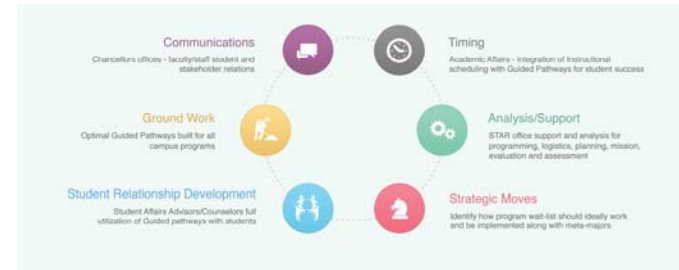 Communications
Chancellors offices - faculty/staff student and
stakeholder relations
Timing
Academic Affairs - integration of Instructional
scheduling with Guided Pathways for student success
Ground Work
Optimal Guided Pathways built for all
campus programs
Analysis/Support
STAR office support and analysis for
programming, logistics, planning, mission,
evaluation and assessment
Student Relationship Development
Student Affairs Advisors/Counselors full
utilization of Guided pathways with students
Strategic Moves
Identify how program wait-list should ideally work
and be implemented along with meta-majors